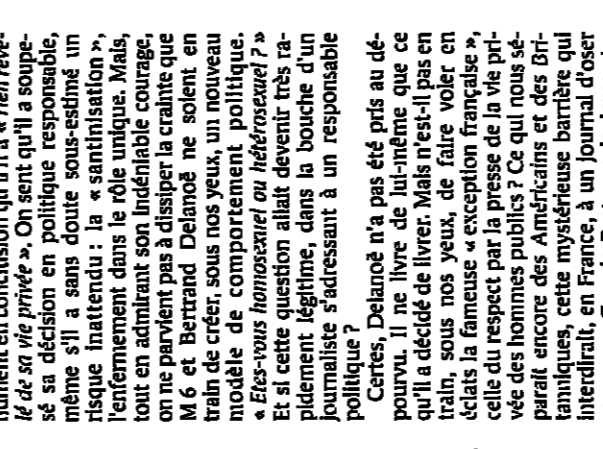 lé de sa vie privée ». On sent qu'il a soupe-
sé sa décision en politique responsable,
même s'il a sans doute sous-estimé un
risque inattendu : la « santinisation »,
l'enfermement dans le rôle unique. Mais,
tout en admirant son indéniable courage,
on ne parvient pas à dissiper la crainte que
M 6 et Bertrand Delanoë ne soient en
train de créer, sous nos yeux, un nouveau
modèle de comportement politique.
« Etes-vous homosexuel ou hétérosexuel ? »
Et si cette question allait devenir très ra-
pidement légitime, dans la bouche d'un
journaliste s'adressant à un responsable
politique ?
Certes, Delanoë n'a pas été pris au dé-
pourvu. Il ne livre de lui-même que ce
qu'il a décidé de livrer. Mais n'est-il pas en
train, sous nos yeux, de faire voler en
éclats la fameuse « exception française »,
celle du respect par la presse de la vie pri-
vée des hommes publics ? Ce qui nous sé-
parait encore des Américains et des Bri-
tanniques, cette mystérieuse barrière qui
interdirait, en France, à un journal d'oser